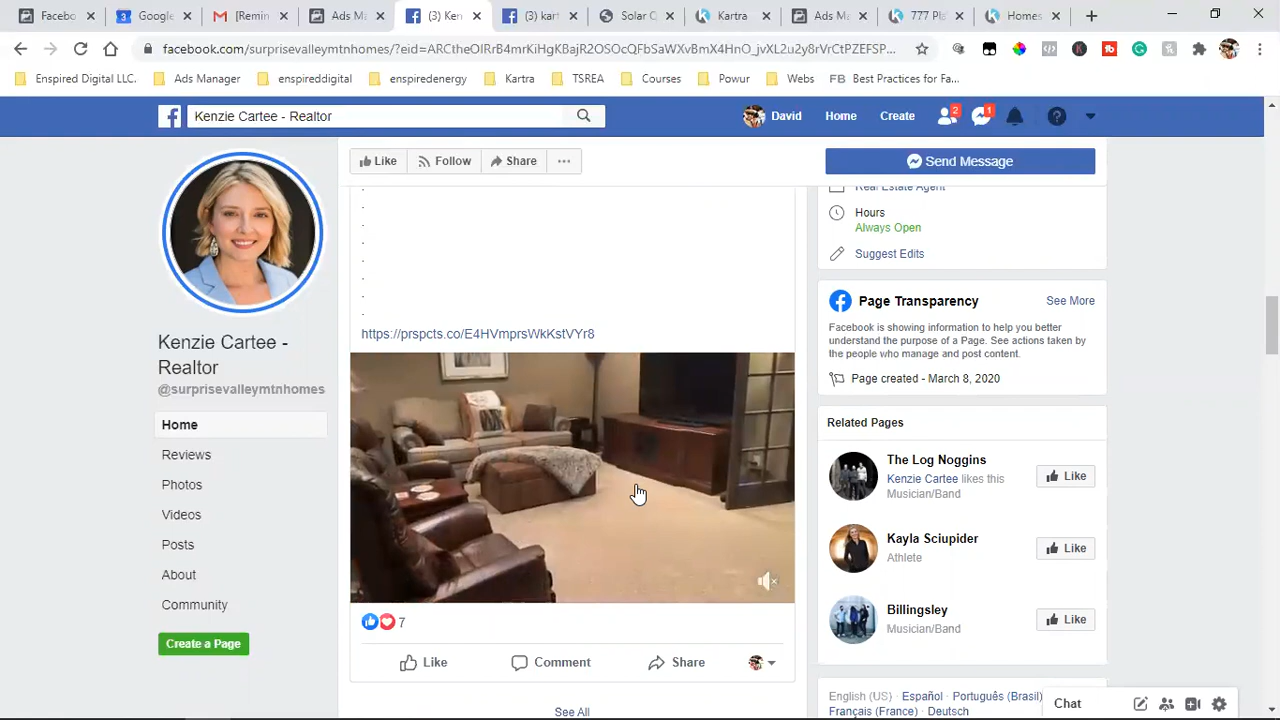 Facebo
Google
[Remin
Ads Ma
(3) Ken
(3) kart
Solar C
Kartra
Ads Ma
777 Pla
Homes
facebook.com/surprisevalleymtnhomes/?eid=
Enspired Digital LLC.
Ads Manager
enspireddigital
enspiredenergy
Kartra
TSREA
Courses
Powur
Webs
FB Best Practices for Fa...
Kenzie Cartee - Realtor
David
Home
Create
2
1
Like
Follow
Share
Send Message
Kenzie Cartee -
Realtor
@surprisevalleymtnhomes
Home
Reviews
Photos
Videos
Posts
About
Community
Create a Page
.
.
.
.
.
.
.
.
https://prspcts.co/E4HVmprsWkKstVYr8
7
Like
Comment
Share
See All
Real Estate Agent
Hours
Always Open
Suggest Edits
Page Transparency
See More
Facebook is showing information to help you better
understand the purpose of a Page. See actions taken by
the people who manage and post content.
Page created - March 8, 2020
Related Pages
The Log Noggins
Kenzie Cartee likes this
Musician/Band
Like
Kayla Sciupider
Athlete
Like
Billingsley
Musician/Band
Like
English (US) · Español · Português (Brasil)
Français (France) · Deutsch
Chat